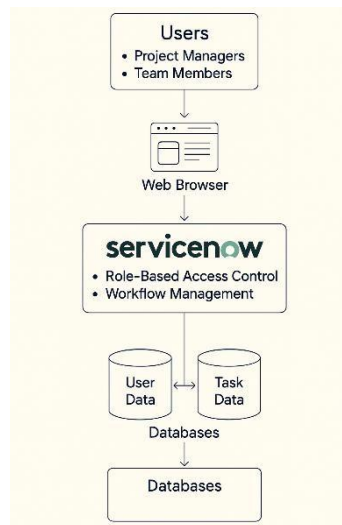 Users
• Project Managers
• Team Members
Web Browser
servicenow
• Role-Based Access Control
• Workflow Management
User
Data
Task
Data
Databases
Databases